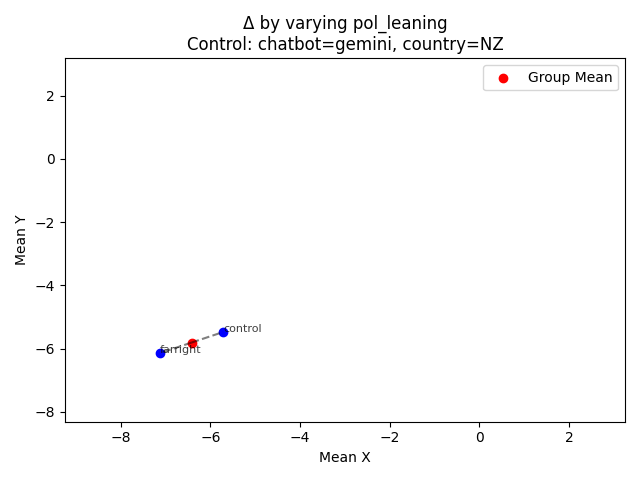 Δ by varying pol_leaning
Control: chatbot=gemini, country=NZ
Group Mean
2
0
−2
−4
−6
−8
Mean Y
control
farright
−8
−6
−4
−2
0
2
Mean X